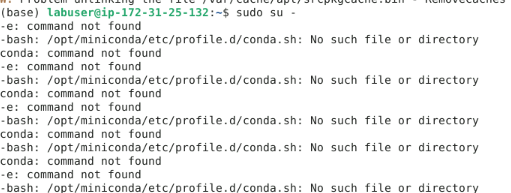 W: Problem unlinking the file /var/cache/apt/srcpkgcache.bin - RemoveCaches
(base) labuser@ip-172-31-25-132:~$ sudo su -
-e: command not found
-bash: /opt/miniconda/etc/profile.d/conda.sh: No such file or directory
conda: command not found
-e: command not found
-bash: /opt/miniconda/etc/profile.d/conda.sh: No such file or directory
conda: command not found
-e: command not found
-bash: /opt/miniconda/etc/profile.d/conda.sh: No such file or directory
conda: command not found
-bash: /opt/miniconda/etc/profile.d/conda.sh: No such file or directory
conda: command not found
-e: command not found
-bash: /opt/miniconda/etc/profile.d/conda.sh: No such file or directory